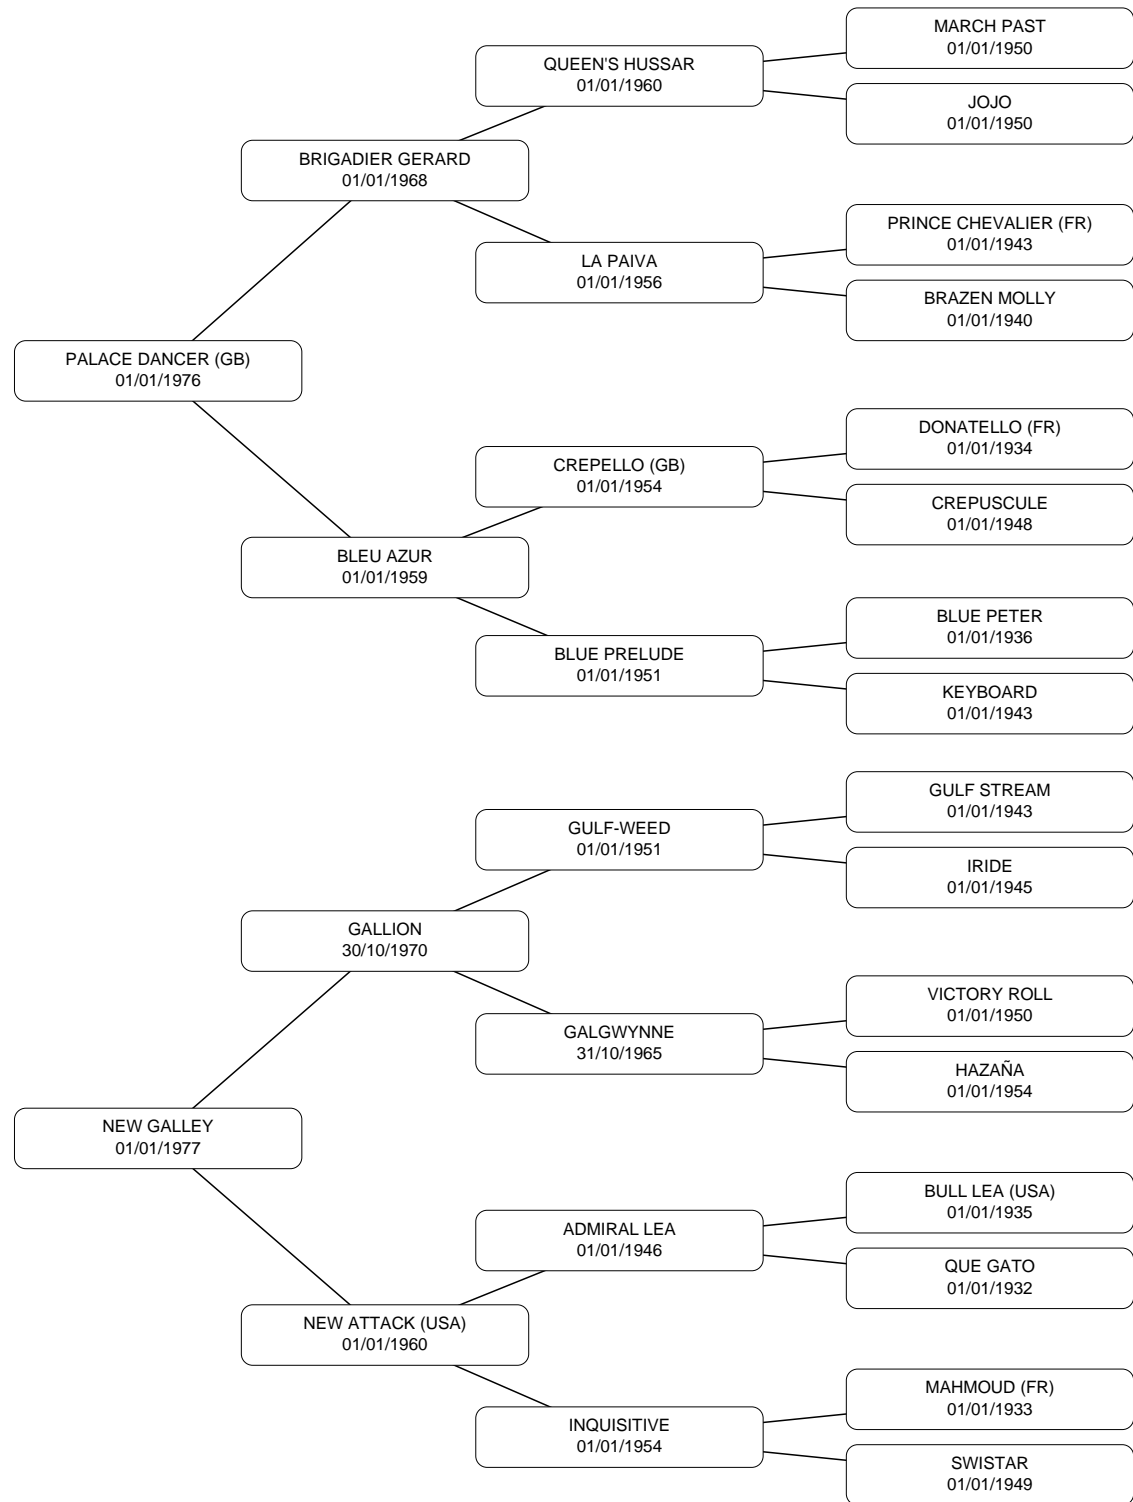 MARCH PAST
01/01/1950
QUEEN'S HUSSAR
01/01/1960
JOJO
01/01/1950
BRIGADIER GERARD
01/01/1968
PRINCE CHEVALIER (FR)
01/01/1943
LA PAIVA
01/01/1956
BRAZEN MOLLY
01/01/1940
PALACE DANCER (GB)
01/01/1976
DONATELLO (FR)
01/01/1934
CREPELLO (GB)
01/01/1954
CREPUSCULE
01/01/1948
BLEU AZUR
01/01/1959
BLUE PETER
01/01/1936
BLUE PRELUDE
01/01/1951
KEYBOARD
01/01/1943
GULF STREAM
01/01/1943
GULF-WEED
01/01/1951
IRIDE
01/01/1945
GALLION
30/10/1970
VICTORY ROLL
01/01/1950
GALGWYNNE
31/10/1965
HAZAÑA
01/01/1954
NEW GALLEY
01/01/1977
BULL LEA (USA)
01/01/1935
ADMIRAL LEA
01/01/1946
QUE GATO
01/01/1932
NEW ATTACK (USA)
01/01/1960
MAHMOUD (FR)
01/01/1933
INQUISITIVE
01/01/1954
SWISTAR
01/01/1949